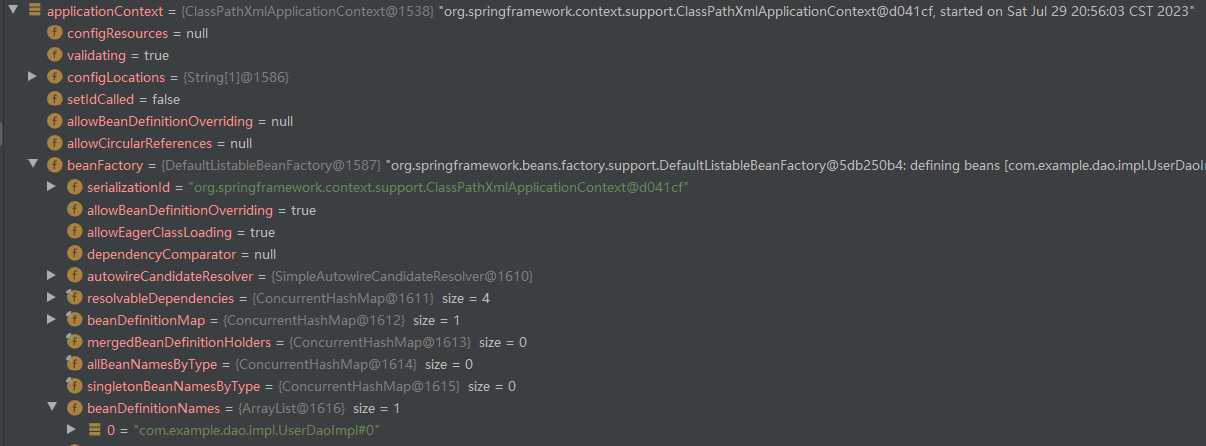 applicationContext = {ClassPathXmlApplicationContext@1538} "org.springframework.context.support.ClassPathXmlApplicationContext@d041cf, started on Sat Jul 29 20:56:03 CST 2023"
f configResources = null
f validating = true
f configLocations = {String[1]@1586}
f setIdCalled = false
f allowBeanDefinitionOverriding = null
f allowCircularReferences = null
f beanFactory = {DefaultListableBeanFactory@1587} "org.springframework.beans.factory.support.DefaultListableBeanFactory@5db250b4: defining beans [com.example.dao.impl.UserDaoI
f serializationId = "org.springframework.context.support.ClassPathXmlApplicationContext@d041cf"
f allowBeanDefinitionOverriding = true
f allowEagerClassLoading = true
f dependencyComparator = null
f autowireCandidateResolver = {SimpleAutowireCandidateResolver@1610}
f resolvableDependencies = {ConcurrentHashMap@1611} size = 4
f beanDefinitionMap = {ConcurrentHashMap@1612} size = 1
f mergedBeanDefinitionHolders = {ConcurrentHashMap@1613} size = 0
f allBeanNamesByType = {ConcurrentHashMap@1614} size = 0
f singletonBeanNamesByType = {ConcurrentHashMap@1615} size = 0
f beanDefinitionNames = {ArrayList@1616} size = 1
0 = "com.example.dao.impl.UserDaoImpl#0"